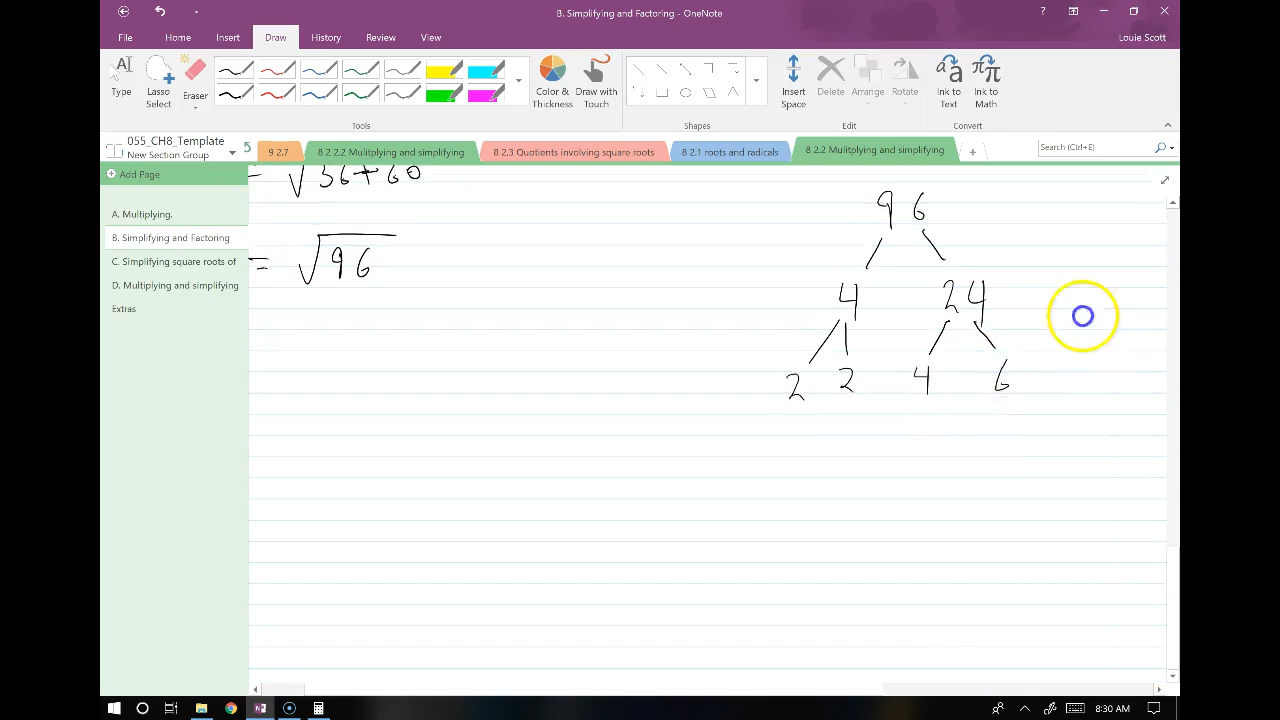 B. Simplifying and Factoring - OneNote
?
File Home Insert Draw History Review View
Louie Scott
Type
Lasso Select
Eraser
Color & Thickness
Draw with Touch
Insert Space
Delete
Arrange
Rotate
Ink to Text
Ink to Math
Tools
Shapes
Edit
Convert
055_CH8_Template
New Section Group
9 2.7
8 2.2.2 Mulitplying and simplifying
8 2.3 Quotients involving square roots
8 2.1 roots and radicals
8 2.2 Mulitplying and simplifying
Search (Ctrl+E)
Add Page
A. Multiplying.
B. Simplifying and Factoring
C. Simplifying square roots of
D. Multiplying and simplifying
Extras
= √36+60
= √96
96
4 24
2 2 4 6
8:30 AM